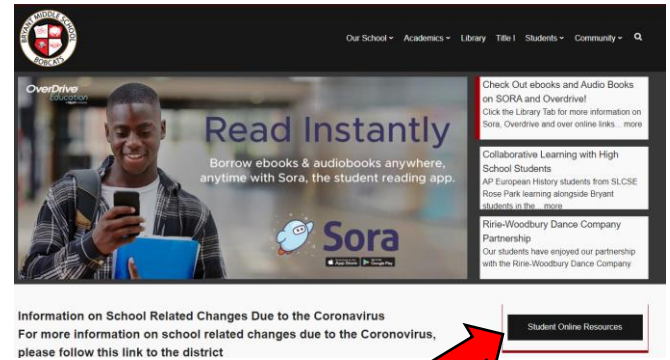 BRYANT MIDDLE SCHOOL
BOBCATS
Our School Academics Library Title I Students Community
OverDrive
Education
Read Instantly
Borrow ebooks & audiobooks anywhere,
anytime with Sora, the student reading app.
Sora
App Store Google Play
Check Out ebooks and Audio Books
on SORA and Overdrive!
Click the Library Tab for more information on
Sora, Overdrive and over online links... more
Collaborative Learning with High
School Students
AP European History students from SLCSE
Rose Park learning alongside Bryant
students in the... more
Ririe-Woodbury Dance Company
Partnership
Our students have enjoyed our partnership
with the Ririe-Woodbury Dance Company
Information on School Related Changes Due to the Coronavirus
For more information on school related changes due to the Coronovirus,
please follow this link to the district
Student Online Resources